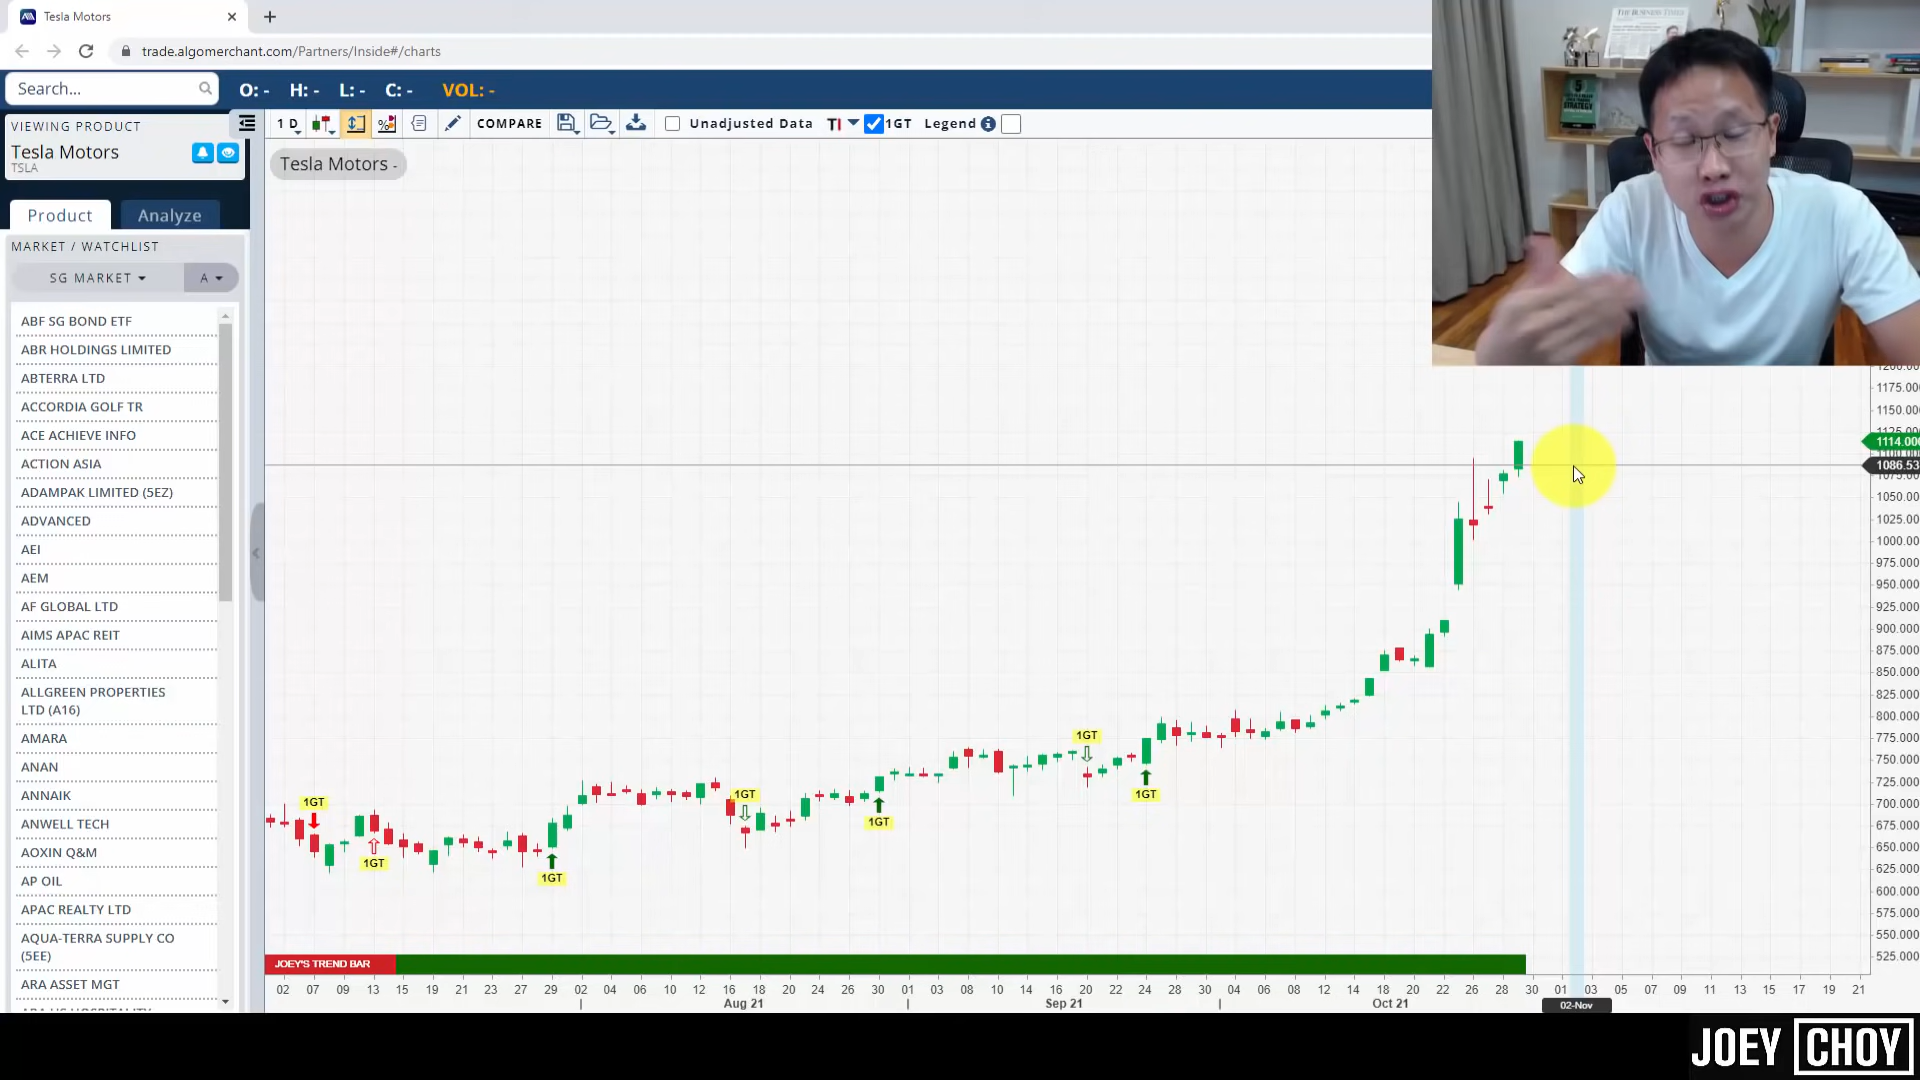 Tesla Motors
trade.algomerchant.com/Partners/Inside#/charts
Search...
O: - H: - L: - C: - VOL: -
VIEWING PRODUCT
Tesla Motors
TSLA
1 D COMPARE Unadjusted Data TI 1GT Legend
Tesla Motors -
Product Analyze
MARKET / WATCHLIST
SG MARKET A
ABF SG BOND ETF
ABR HOLDINGS LIMITED
ABTERRA LTD
ACCORDIA GOLF TR
ACE ACHIEVE INFO
ACTION ASIA
ADAMPAK LIMITED (5EZ)
ADVANCED
AEI
AEM
AF GLOBAL LTD
AIMS APAC REIT
ALITA
ALLGREEN PROPERTIES
LTD (A16)
AMARA
ANAN
ANNAIK
ANWELL TECH
AOXIN Q&M
AP OIL
APAC REALTY LTD
AQUA-TERRA SUPPLY CO
(5EE)
ARA ASSET MGT
THE BUSINESS TIMES
5
STRATEGY
1175.000
1150.00
1114.000
1086.53
1050.00
1025.00
1000.00
975.000
950.000
925.000
900.000
875.000
850.000
825.000
800.000
775.000
750.000
725.000
700.000
675.000
650.000
625.000
600.000
575.000
550.000
525.000
1GT
1GT
1GT
1GT
1GT
1GT
1GT
JOEY'S TREND BAR
02 07 09 13 15 19 21 23 27 29 02 04 06 10 12 16 18 20 24 26 30 01 03 08 10 14 16 20 22 24 28 30 04 06 08 12 14 18 20 22 26 28 30 01 03 05 07 09 11 13 15 17 19 21
Aug 21 Sep 21 Oct 21 02-Nov
JOEY CHOY